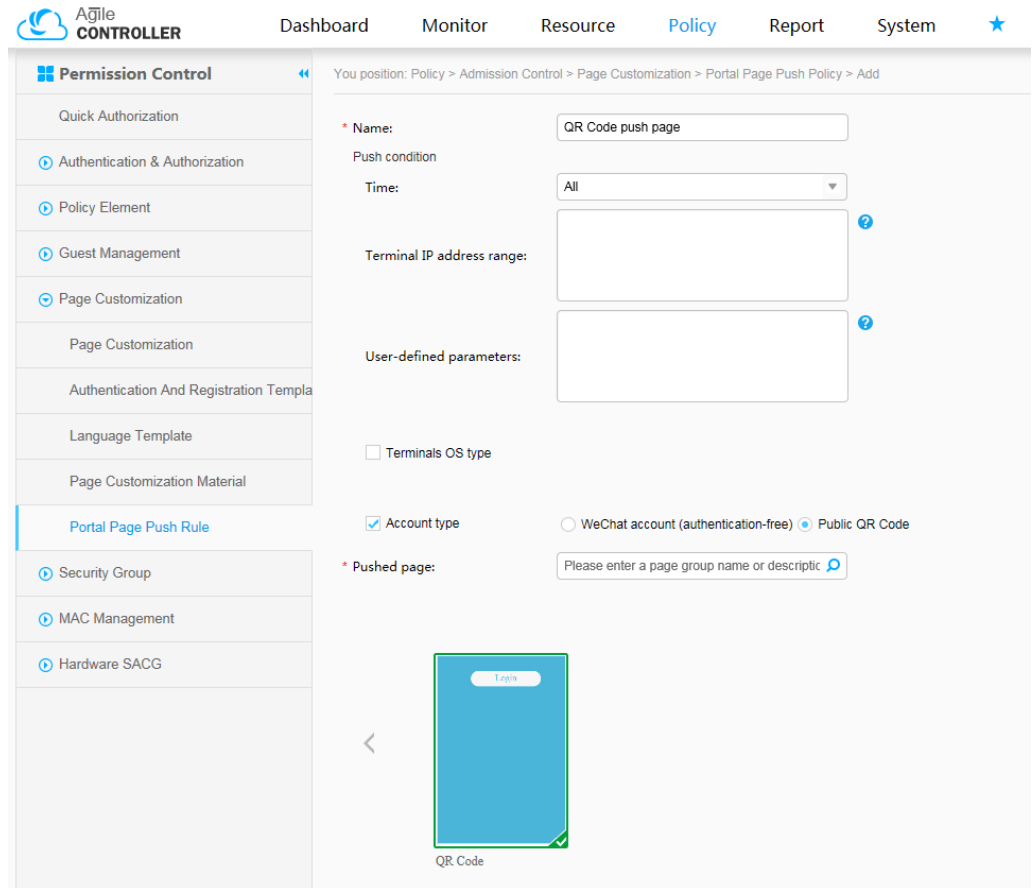 Agile
CONTROLLER
Dashboard Monitor Resource Policy Report System
Permission Control
You position: Policy > Admission Control > Page Customization > Portal Page Push Policy > Add
Quick Authorization
Authentication & Authorization
Policy Element
Guest Management
Page Customization
Page Customization
Authentication And Registration Templa
Language Template
Page Customization Material
Portal Page Push Rule
Security Group
MAC Management
Hardware SACG
* Name: QR Code push page
Push condition
Time: All
Terminal IP address range:
User-defined parameters:
Terminals OS type
Account type WeChat account (authentication-free) Public QR Code
* Pushed page: Please enter a page group name or descriptic
Login
QR Code